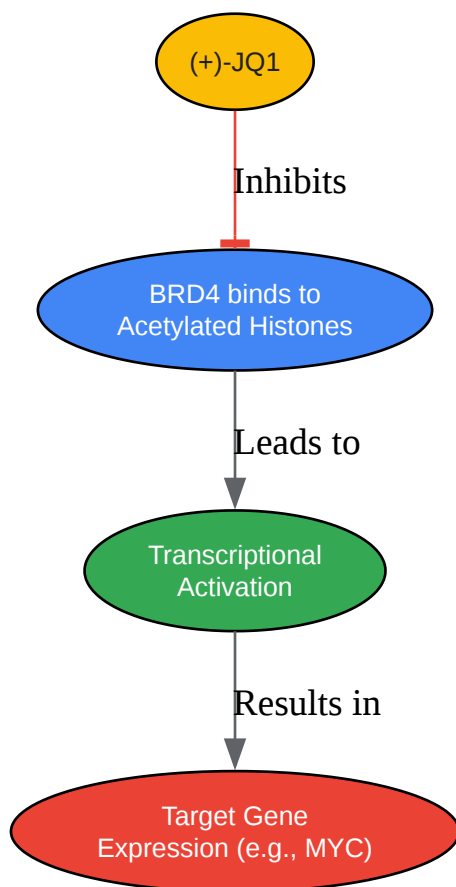 (+)-JQ1
Inhibits
BRD4 binds to
Acetylated Histones
Leads to
Transcriptional
Activation
Results in
Target Gene
Expression (e.g., MYC)